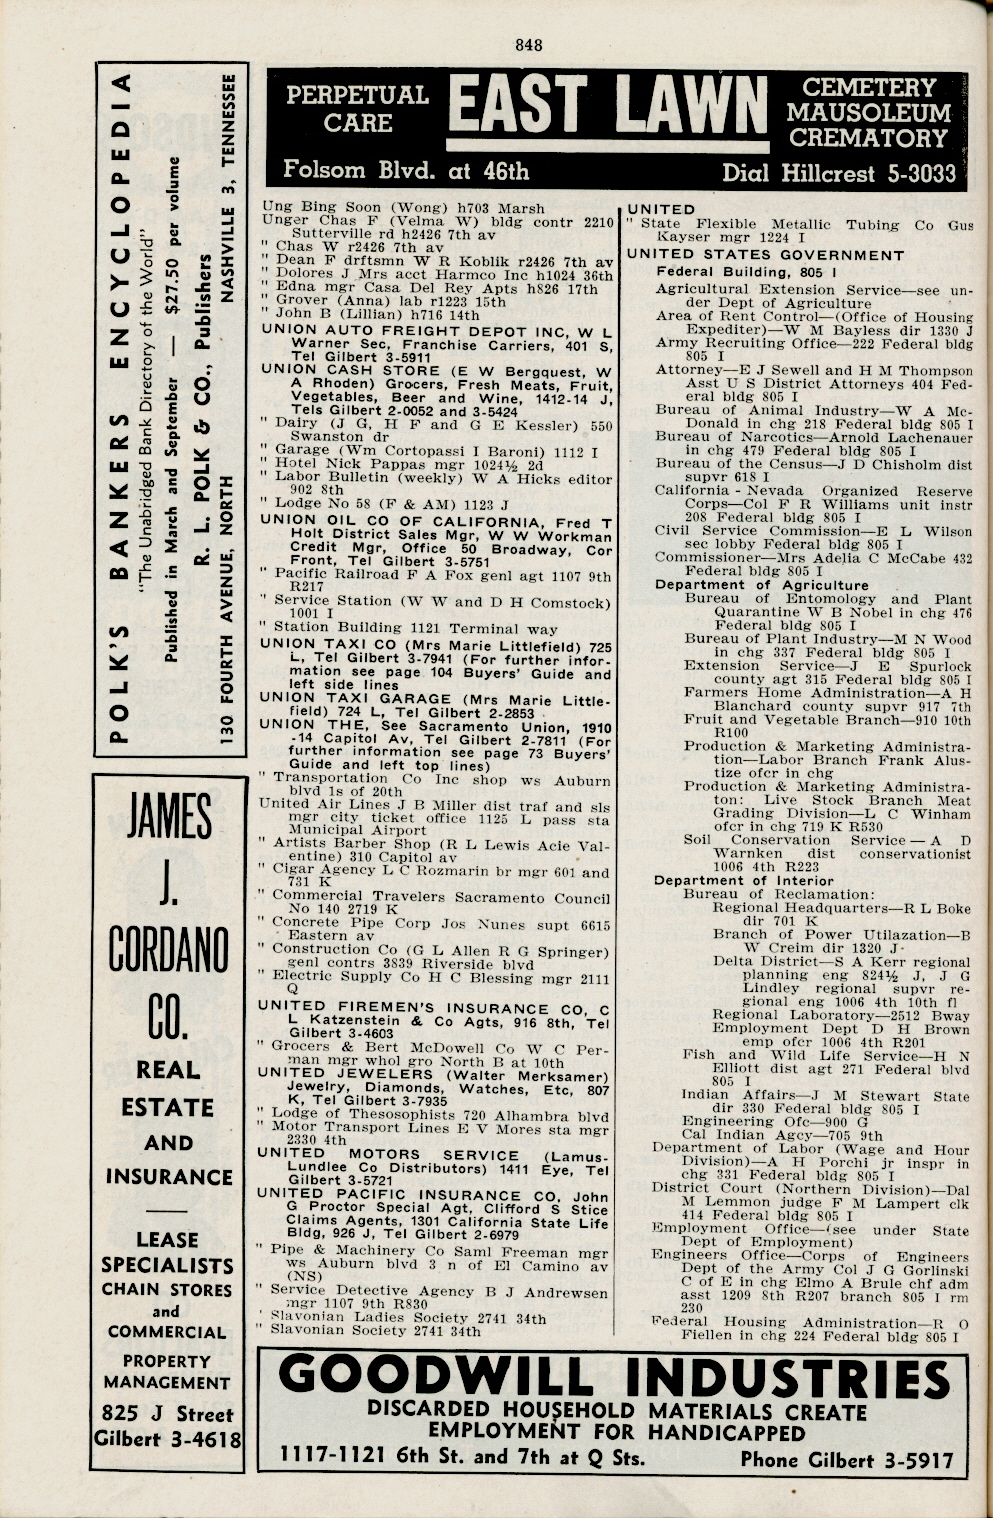 848
POLK'S BANKERS ENCYCLOPEDIA
"The Unabridged Bank Directory of the World"
Published in March and September — $27.50 per volume
R. L. POLK & CO., Publishers
130 FOURTH AVENUE, NORTH NASHVILLE 3, TENNESSEE
JAMES
J.
CORDANO
CO.
REAL
ESTATE
AND
INSURANCE
LEASE
SPECIALISTS
CHAIN STORES
and
COMMERCIAL
PROPERTY
MANAGEMENT
825 J Street
Gilbert 3-4618
PERPETUAL
CARE
EAST LAWN
CEMETERY
MAUSOLEUM
CREMATORY
Folsom Blvd. at 46th
Dial Hillcrest 5-3033
Ung Bing Soon (Wong) h703 Marsh
Unger Chas F (Velma W) bldg contr 2210
Sutterville rd h2426 7th av
" Chas W r2426 7th av
" Dean F drftsmn W R Koblik r2426 7th av
" Dolores J Mrs acct Harmco Inc h1024 36th
" Edna mgr Casa Del Rey Apts h826 17th
" Grover (Anna) lab r1223 15th
" John B (Lillian) h716 14th
UNION AUTO FREIGHT DEPOT INC, W L
Warner Sec, Franchise Carriers, 401 S,
Tel Gilbert 3-5911
UNION CASH STORE (E W Bergquest, W
A Rhoden) Grocers, Fresh Meats, Fruit,
Vegetables, Beer and Wine, 1412-14 J,
Tels Gilbert 2-0052 and 3-5424
" Dairy (J G, H F and G E Kessler) 550
Swanston dr
" Garage (Wm Cortopassi I Baroni) 1112 I
" Hotel Nick Pappas mgr 1024½ 2d
" Labor Bulletin (weekly) W A Hicks editor
902 8th
" Lodge No 58 (F & AM) 1123 J
UNION OIL CO OF CALIFORNIA, Fred T
Holt District Sales Mgr, W W Workman
Credit Mgr, Office 50 Broadway, Cor
Front, Tel Gilbert 3-5751
" Pacific Railroad F A Fox genl agt 1107 9th
R217
" Service Station (W W and D H Comstock)
1001 I
" Station Building 1121 Terminal way
UNION TAXI CO (Mrs Marie Littlefield) 725
L, Tel Gilbert 3-7941 (For further infor-
mation see page 104 Buyers' Guide and
left side lines
UNION TAXI GARAGE (Mrs Marie Little-
field) 724 L, Tel Gilbert 2-2853
UNION THE, See Sacramento Union, 1910
-14 Capitol Av, Tel Gilbert 2-7811 (For
further information see page 73 Buyers'
Guide and left top lines)
" Transportation Co Inc shop ws Auburn
blvd 1s of 20th
United Air Lines J B Miller dist traf and sls
mgr city ticket office 1125 L pass sta
Municipal Airport
" Artists Barber Shop (R L Lewis Acie Val-
entine) 310 Capitol av
" Cigar Agency L C Rozmarin br mgr 601 and
731 K
" Commercial Travelers Sacramento Council
No 140 2719 K
" Concrete Pipe Corp Jos Nunes supt 6615
Eastern av
" Construction Co (G L Allen R G Springer)
genl contrs 3839 Riverside blvd
" Electric Supply Co H C Blessing mgr 2111
Q
UNITED FIREMEN'S INSURANCE CO, C
L Katzenstein & Co Agts, 916 8th, Tel
Gilbert 3-4603
" Grocers & Bert McDowell Co W C Per-
man mgr whol gro North B at 10th
UNITED JEWELERS (Walter Merksamer)
Jewelry, Diamonds, Watches, Etc, 807
K, Tel Gilbert 3-7935
" Lodge of Thesosophists 720 Alhambra blvd
" Motor Transport Lines E V Mores sta mgr
2330 4th
UNITED MOTORS SERVICE (Lamus-
Lundlee Co Distributors) 1411 Eye, Tel
Gilbert 3-5721
UNITED PACIFIC INSURANCE CO, John
G Proctor Special Agt, Clifford S Stice
Claims Agents, 1301 California State Life
Bldg, 926 J, Tel Gilbert 2-6979
" Pipe & Machinery Co Saml Freeman mgr
ws Auburn blvd 3 n of El Camino av
(NS)
" Service Detective Agency B J Andrewsen
mgr 1107 9th R830
' Slavonian Ladies Society 2741 34th
" Slavonian Society 2741 34th
UNITED
" State Flexible Metallic Tubing Co Gus
Kayser mgr 1224 I
UNITED STATES GOVERNMENT
Federal Building, 805 I
Agricultural Extension Service—see un-
der Dept of Agriculture
Area of Rent Control—(Office of Housing
Expediter)—W M Bayless dir 1330 J
Army Recruiting Office—222 Federal bldg
805 I
Attorney—E J Sewell and H M Thompson
Asst U S District Attorneys 404 Fed-
eral bldg 805 I
Bureau of Animal Industry—W A Mc-
Donald in chg 218 Federal bldg 805 I
Bureau of Narcotics—Arnold Lachenauer
in chg 479 Federal bldg 805 I
Bureau of the Census—J D Chisholm dist
supvr 618 I
California - Nevada Organized Reserve
Corps—Col F R Williams unit instr
208 Federal bldg 805 I
Civil Service Commission—E L Wilson
sec lobby Federal bldg 805 I
Commissioner—Mrs Adelia C McCabe 432
Federal bldg 805 I
Department of Agriculture
Bureau of Entomology and Plant
Quarantine W B Nobel in chg 476
Federal bldg 805 I
Bureau of Plant Industry—M N Wood
in chg 337 Federal bldg 805 I
Extension Service—J E Spurlock
county agt 315 Federal bldg 805 I
Farmers Home Administration—A H
Blanchard county supvr 917 7th
Fruit and Vegetable Branch—910 10th
R100
Production & Marketing Administra-
tion—Labor Branch Frank Alus-
tize ofcr in chg
Production & Marketing Administra-
ton: Live Stock Branch Meat
Grading Division—L C Winham
ofcr in chg 719 K R530
Soil Conservation Service—A D
Warnken dist conservationist
1006 4th R223
Department of Interior
Bureau of Reclamation:
Regional Headquarters—R L Boke
dir 701 K
Branch of Power Utilazation—B
W Creim dir 1320 J
Delta District—S A Kerr regional
planning eng 824½ J, J G
Lindley regional supvr re-
gional eng 1006 4th 10th fl
Regional Laboratory—2512 Bway
Employment Dept D H Brown
emp ofcr 1006 4th R201
Fish and Wild Life Service—H N
Elliott dist agt 271 Federal blvd
805 I
Indian Affairs—J M Stewart State
dir 330 Federal bldg 805 I
Engineering Ofc—900 G
Cal Indian Agcy—705 9th
Department of Labor (Wage and Hour
Division)—A H Porchi jr inspr in
chg 331 Federal bldg 805 I
District Court (Northern Division)—Dal
M Lemmon judge F M Lampert clk
414 Federal bldg 805 I
Employment Office—(see under State
Dept of Employment)
Engineers Office—Corps of Engineers
Dept of the Army Col J G Gorlinski
C of E in chg Elmo A Brule chf adm
asst 1209 8th R207 branch 805 I rm
230
Federal Housing Administration—R O
Fiellen in chg 224 Federal bldg 805 I
GOODWILL INDUSTRIES
DISCARDED HOUSEHOLD MATERIALS CREATE
EMPLOYMENT FOR HANDICAPPED
1117-1121 6th St. and 7th at Q Sts.
Phone Gilbert 3-5917